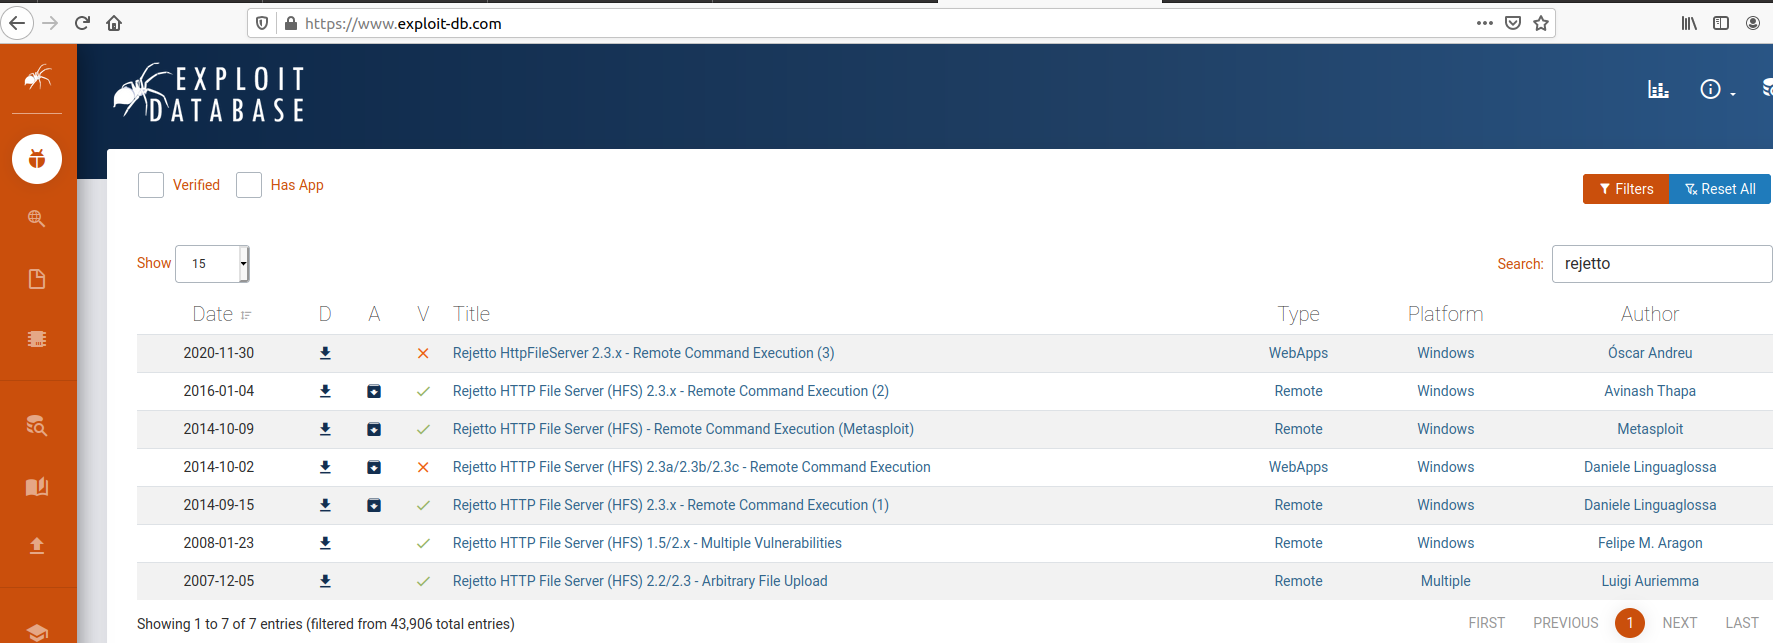 https://www.exploit-db.com
EXPLOIT
DATABASE
Verified Has App
Filters Reset All
Show 15 Search: rejetto
Date D A V Title Type Platform Author
2020-11-30 Rejetto HttpFileServer 2.3.x - Remote Command Execution (3) WebApps Windows Óscar Andreu
2016-01-04 Rejetto HTTP File Server (HFS) 2.3.x - Remote Command Execution (2) Remote Windows Avinash Thapa
2014-10-09 Rejetto HTTP File Server (HFS) - Remote Command Execution (Metasploit) Remote Windows Metasploit
2014-10-02 Rejetto HTTP File Server (HFS) 2.3a/2.3b/2.3c - Remote Command Execution WebApps Windows Daniele Linguaglossa
2014-09-15 Rejetto HTTP File Server (HFS) 2.3.x - Remote Command Execution (1) Remote Windows Daniele Linguaglossa
2008-01-23 Rejetto HTTP File Server (HFS) 1.5/2.x - Multiple Vulnerabilities Remote Windows Felipe M. Aragon
2007-12-05 Rejetto HTTP File Server (HFS) 2.2/2.3 - Arbitrary File Upload Remote Multiple Luigi Auriemma
Showing 1 to 7 of 7 entries (filtered from 43,906 total entries) FIRST PREVIOUS 1 NEXT LAST